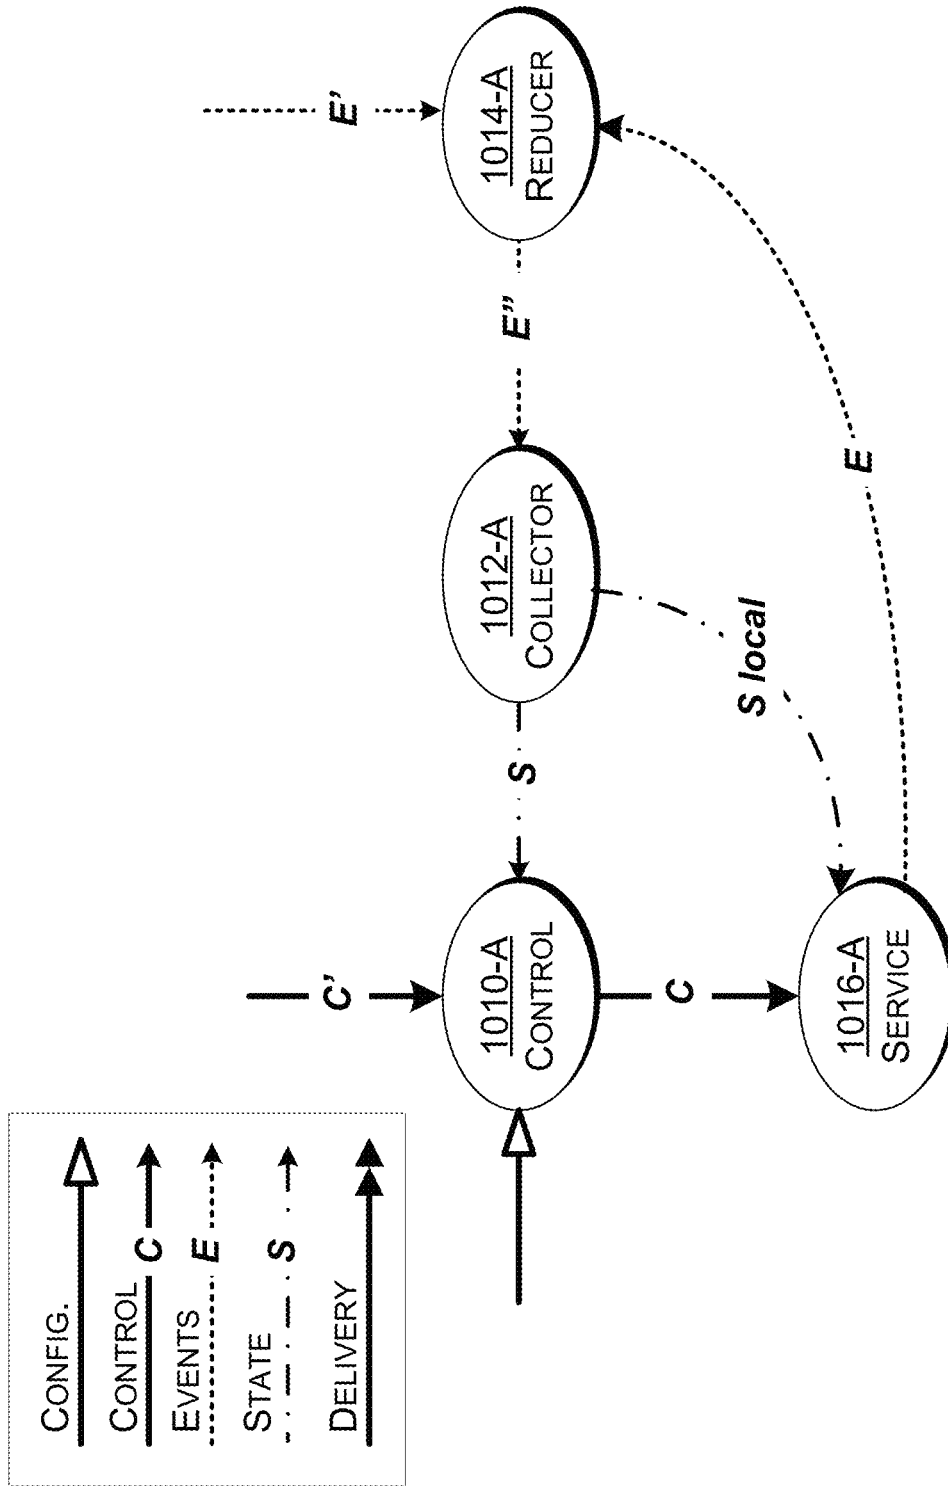 CONFIG.
CONTROL
C
EVENTS
E
STATE
S
DELIVERY
C'
1010-A
CONTROL
C
1016-A
SERVICE
S
S local
1012-A
COLLECTOR
E''
E
E'
1014-A
REDUCER